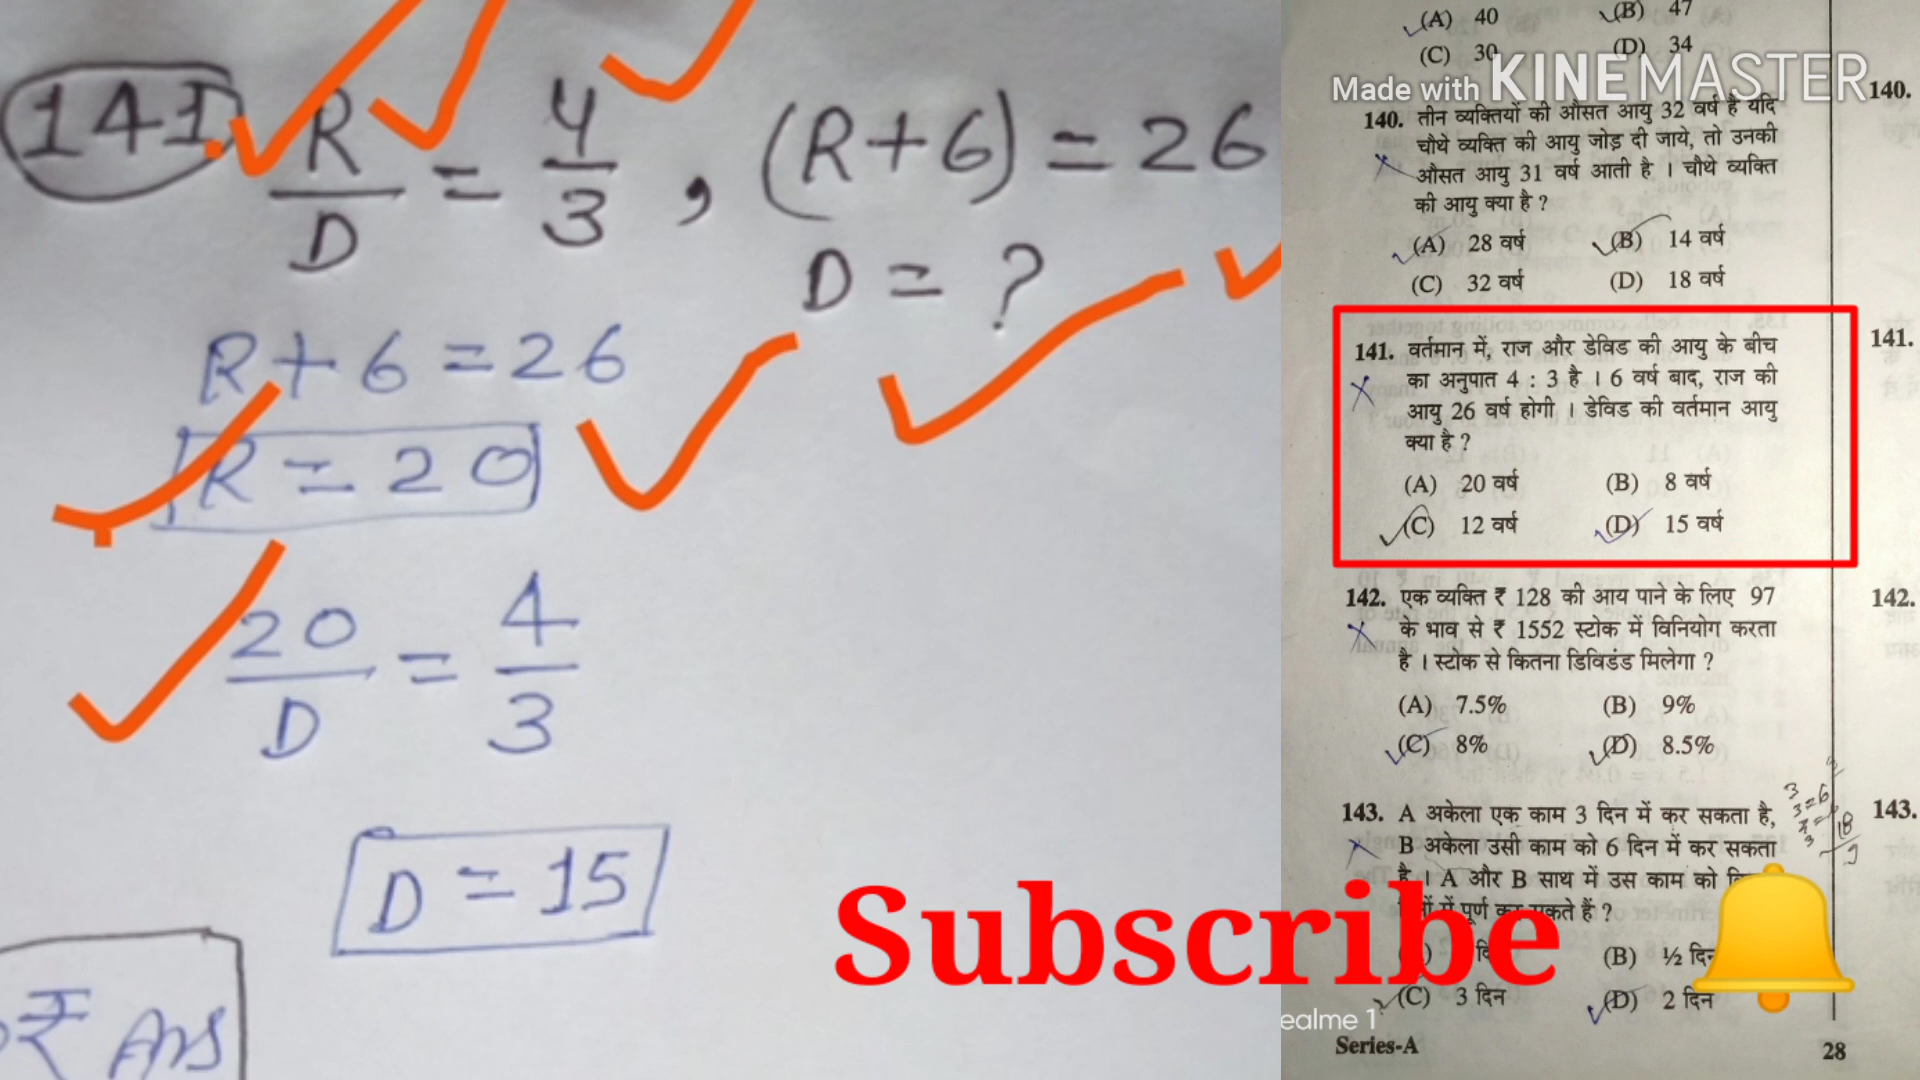 141. R/D = 4/3 , (R+6) = 26
D = ?
R + 6 = 26
R = 20
20/D = 4/3
D = 15
₹ Ans
(A) 40 (B) 47
(C) 30 (D) 34
Made with KINEMASTER
140.
140. तीन व्यक्तियों की औसत आयु 32 वर्ष है यदि
चौथे व्यक्ति की आयु जोड़ दी जाये, तो उनकी
औसत आयु 31 वर्ष आती है । चौथे व्यक्ति
की आयु क्या है ?
(A) 28 वर्ष (B) 14 वर्ष
(C) 32 वर्ष (D) 18 वर्ष
141.
141. वर्तमान में, राज और डेविड की आयु के बीच
का अनुपात 4 : 3 है । 6 वर्ष बाद, राज की
आयु 26 वर्ष होगी । डेविड की वर्तमान आयु
क्या है ?
(A) 20 वर्ष (B) 8 वर्ष
(C) 12 वर्ष (D) 15 वर्ष
142. एक व्यक्ति ₹ 128 की आय पाने के लिए 97
142.
के भाव से ₹ 1552 स्टोक में विनियोग करता
है । स्टोक से कितना डिविडंड मिलेगा ?
(A) 7.5% (B) 9%
(C) 8% (D) 8.5%
143. A अकेला एक काम 3 दिन में कर सकता है,
143.
B अकेला उसी काम को 6 दिन में कर सकता
है । A और B साथ में उस काम को
में पूर्ण कर सकते हैं ?
(B) ½ दिन
(C) 3 दिन (D) 2 दिन
Subscribe
ealme 1
Series-A
28